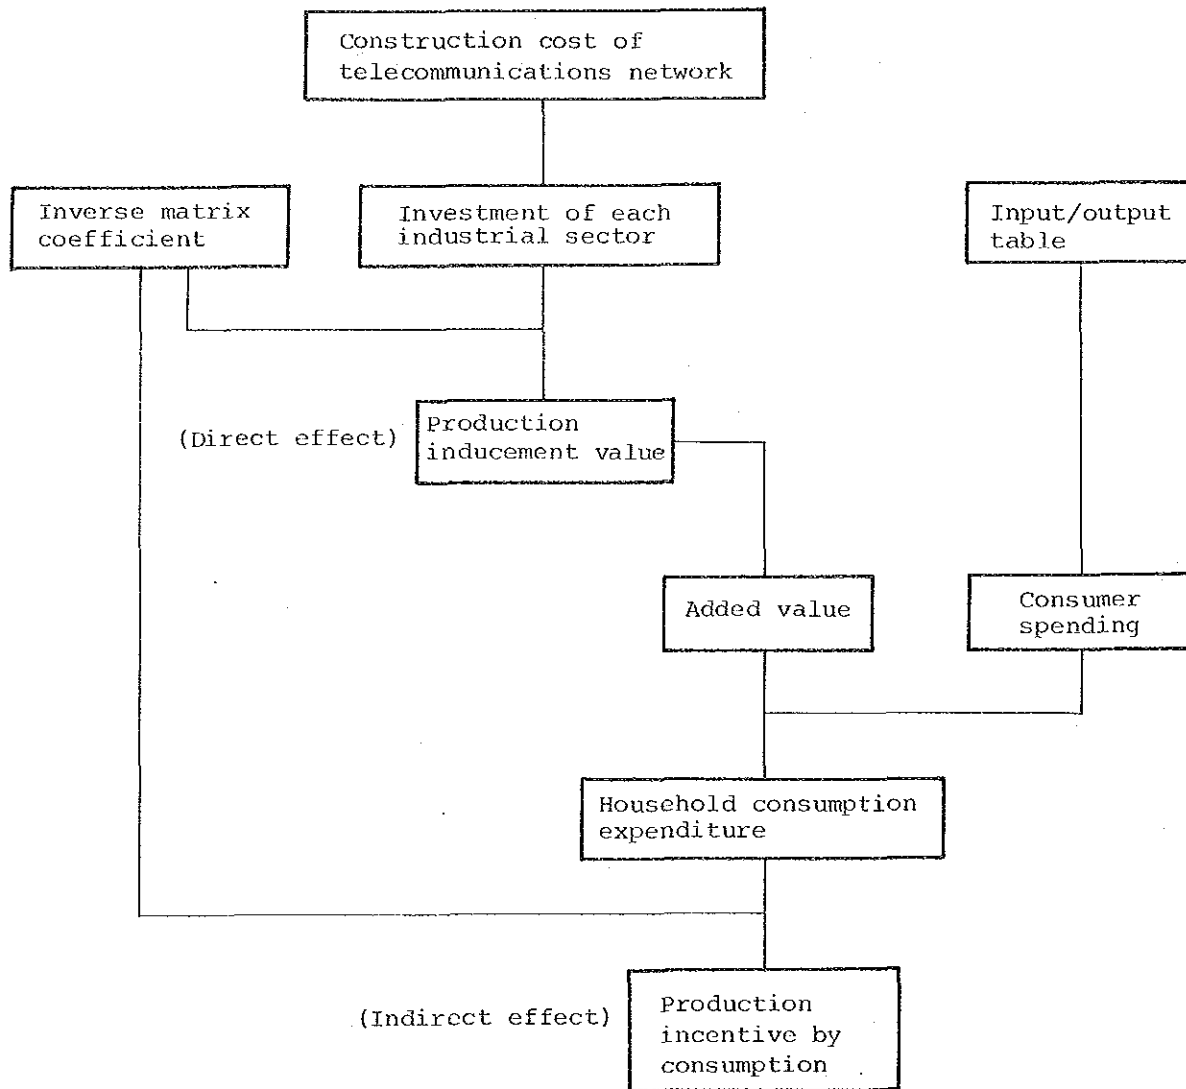 Construction cost of
telecommunications network
Inverse matrix
coefficient
Investment of each
industrial sector
Input/output
table
(Direct effect)
Production
inducement value
Added value
Consumer
spending
Household consumption
expenditure
(Indirect effect)
Production
incentive by
consumption